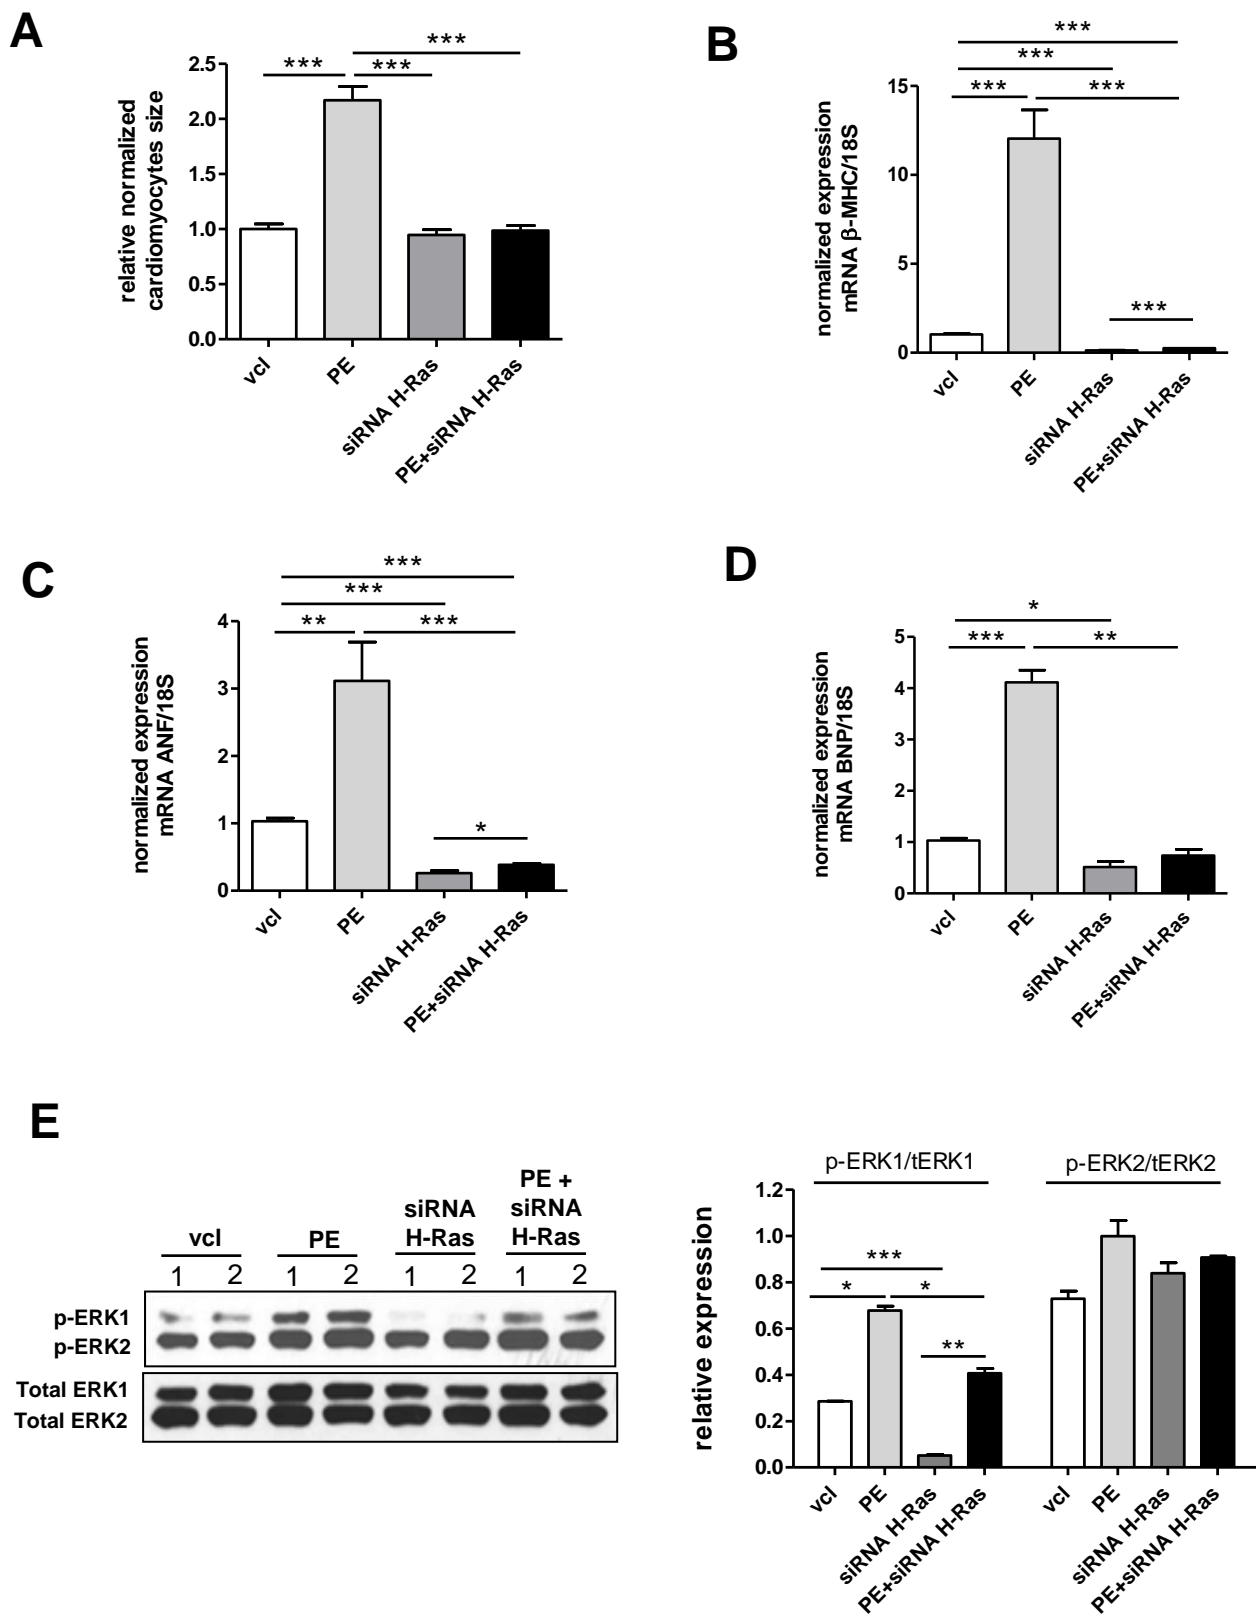 A
relative normalized
cardiomyocytes size
2.5
2.0
1.5
1.0
0.5
0.0
***
***
***
vcl
PE
siRNA H-Ras
PE+siRNA H-Ras
B
normalized expression
mRNA β-MHC/18S
15
10
5
0
***
***
***
***
***
vcl
PE
siRNA H-Ras
PE+siRNA H-Ras
C
normalized expression
mRNA ANF/18S
4
3
2
1
0
***
***
**
***
*
vcl
PE
siRNA H-Ras
PE+siRNA H-Ras
D
normalized expression
mRNA BNP/18S
5
4
3
2
1
0
*
***
**
vcl
PE
siRNA H-Ras
PE+siRNA H-Ras
E
vcl
PE
siRNA
H-Ras
PE +
siRNA
H-Ras
1 2 1 2 1 2 1 2
p-ERK1
p-ERK2
Total ERK1
Total ERK2
relative expression
p-ERK1/tERK1
p-ERK2/tERK2
1.2
1.0
0.8
0.6
0.4
0.2
0.0
***
*
*
**
vcl
PE
siRNA H-Ras
PE+siRNA H-Ras
vcl
PE
siRNA H-Ras
PE+siRNA H-Ras